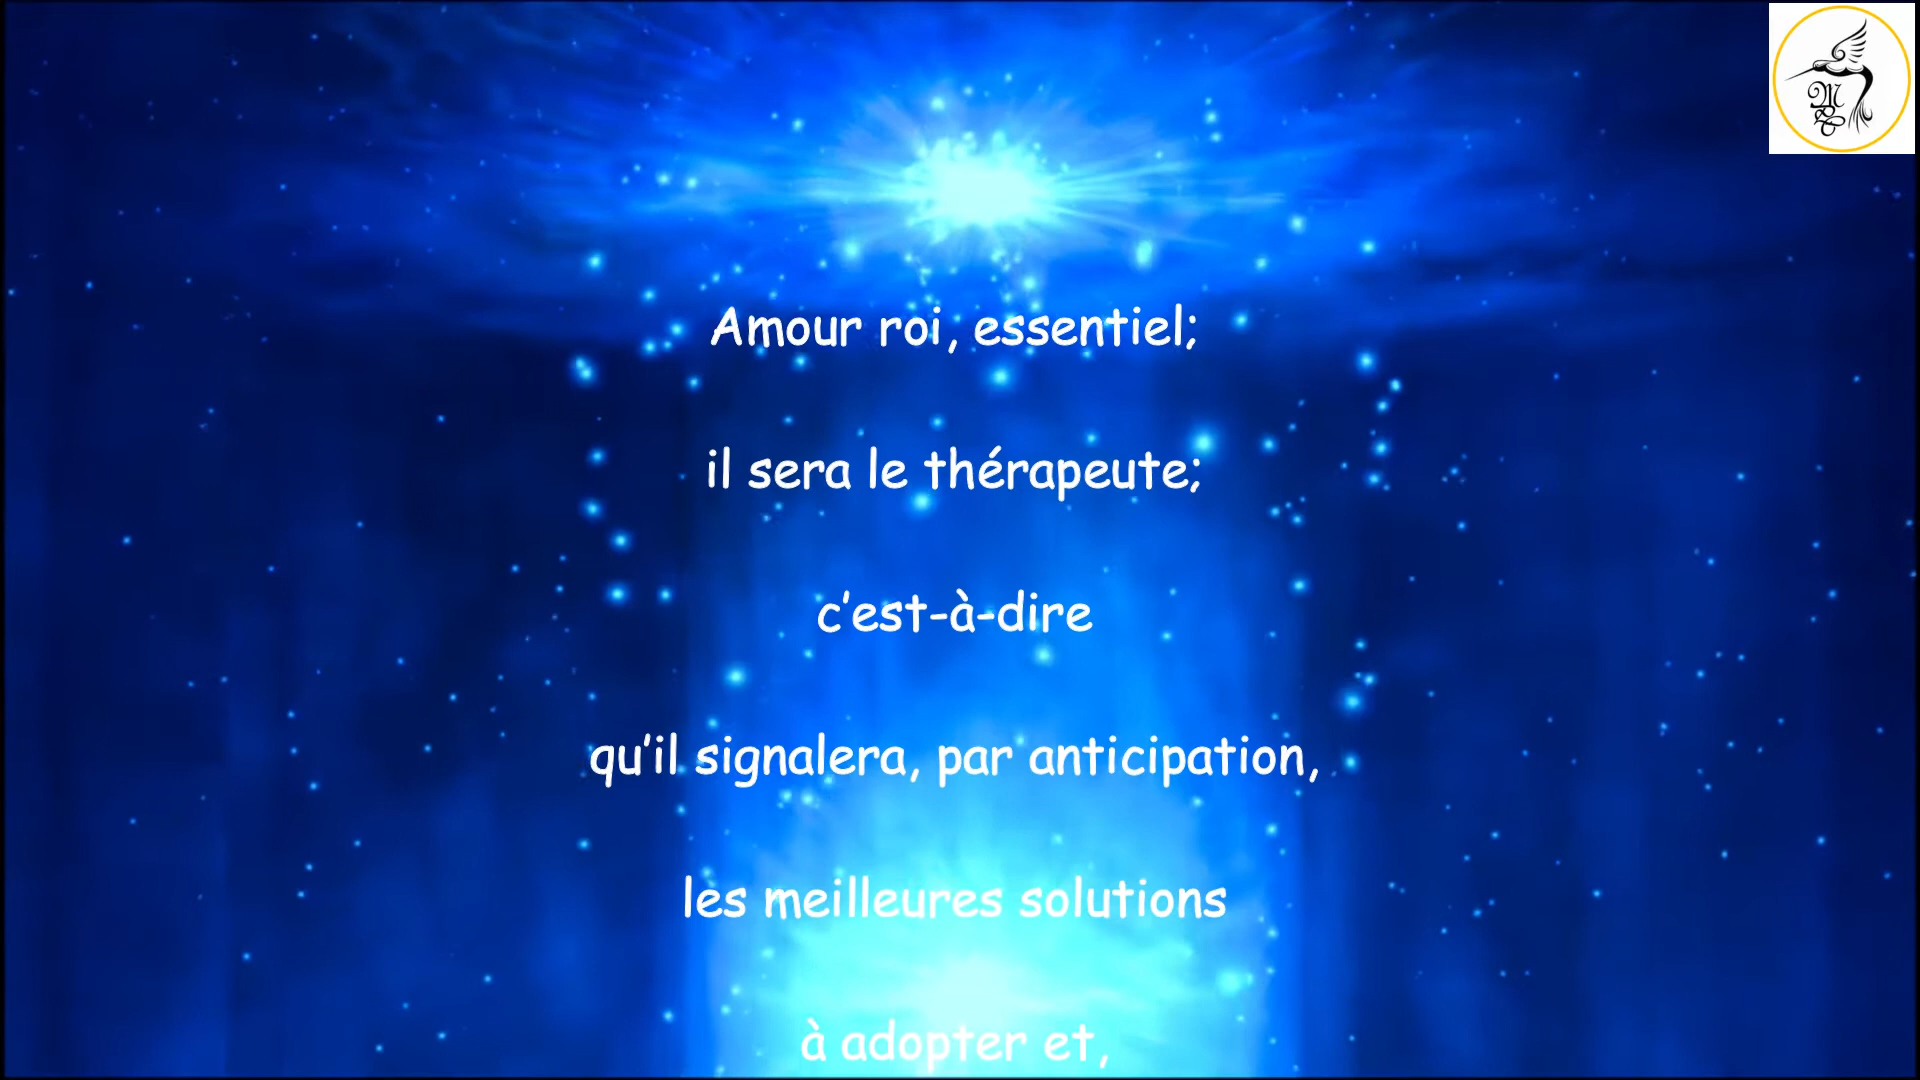 Amour roi, essentiel;
il sera le thérapeute;
c'est-à-dire
qu'il signalera, par anticipation,
les meilleures solutions
à adopter et,